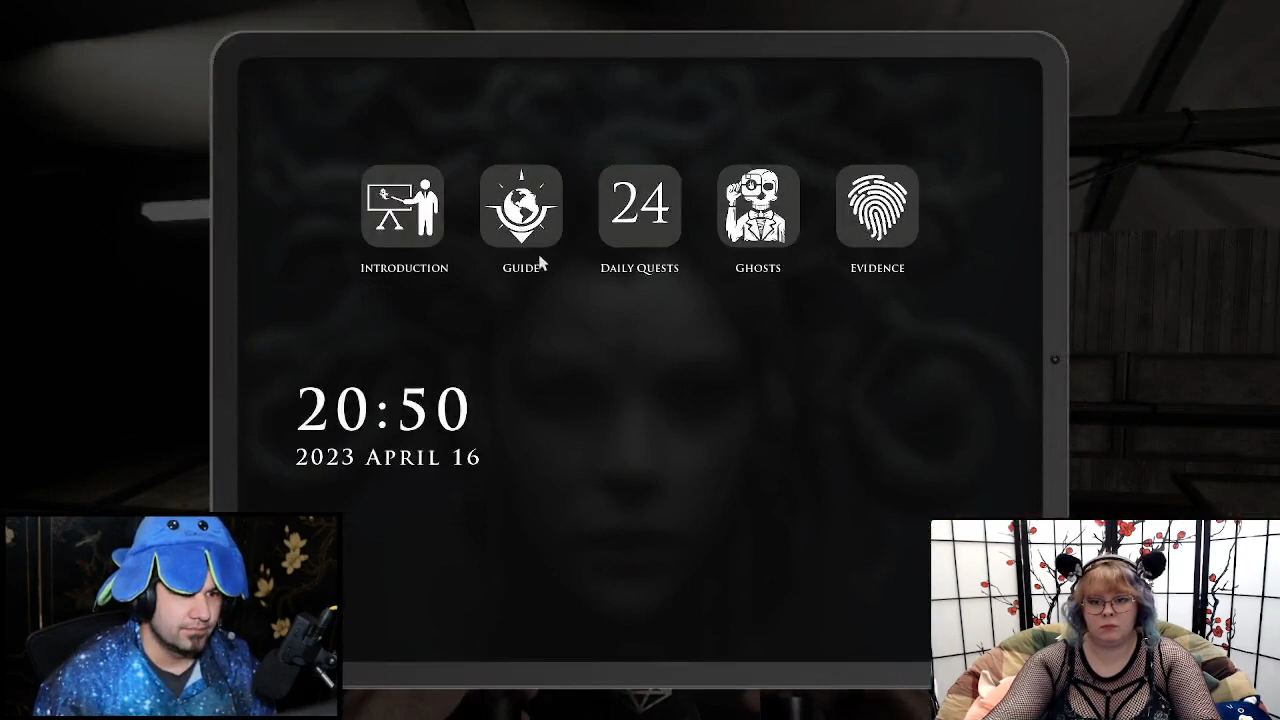 24
INTRODUCTION
GUIDE
DAILY QUESTS
GHOSTS
EVIDENCE
20:50
2023 APRIL 16